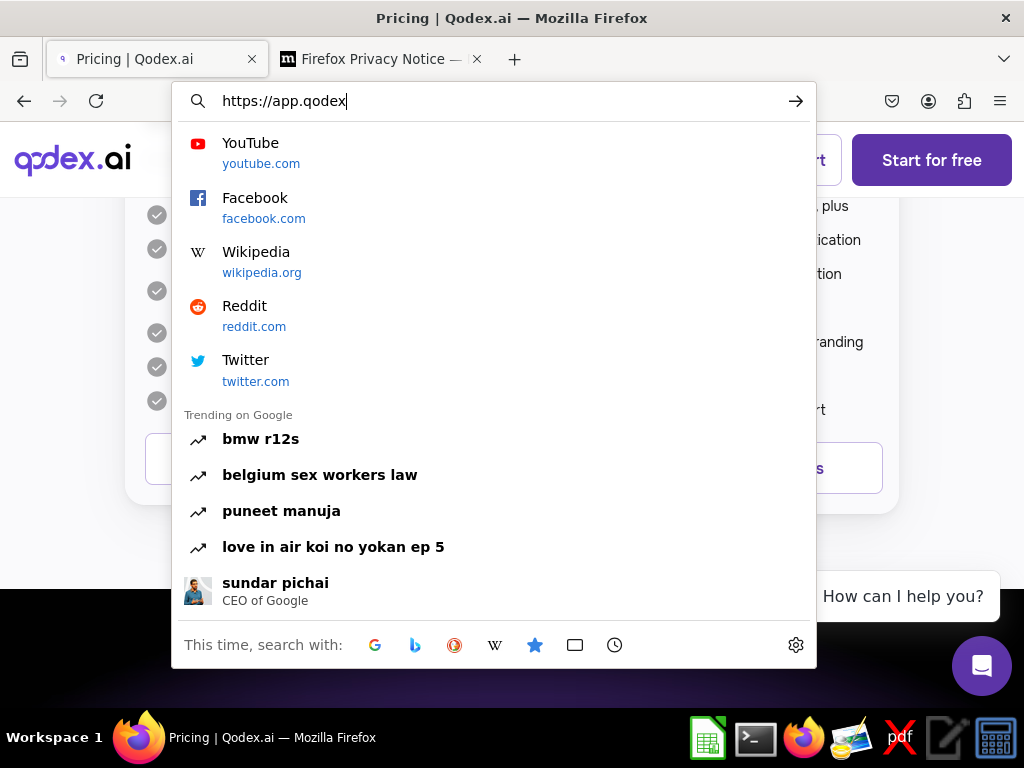 Pricing | Qodex.ai — Mozilla Firefox
Pricing | Qodex.ai
Firefox Privacy Notice —
https://app.qodex
qodex.ai
rt
Start for free
YouTube
youtube.com
Facebook
facebook.com
Wikipedia
wikipedia.org
Reddit
reddit.com
Twitter
twitter.com
, plus
ication
tion
randing
rt
s
Trending on Google
bmw r12s
belgium sex workers law
puneet manuja
love in air koi no yokan ep 5
sundar pichai
CEO of Google
This time, search with:
How can I help you?
Workspace 1
Pricing | Qodex.ai — Mozilla Firefox
pdf